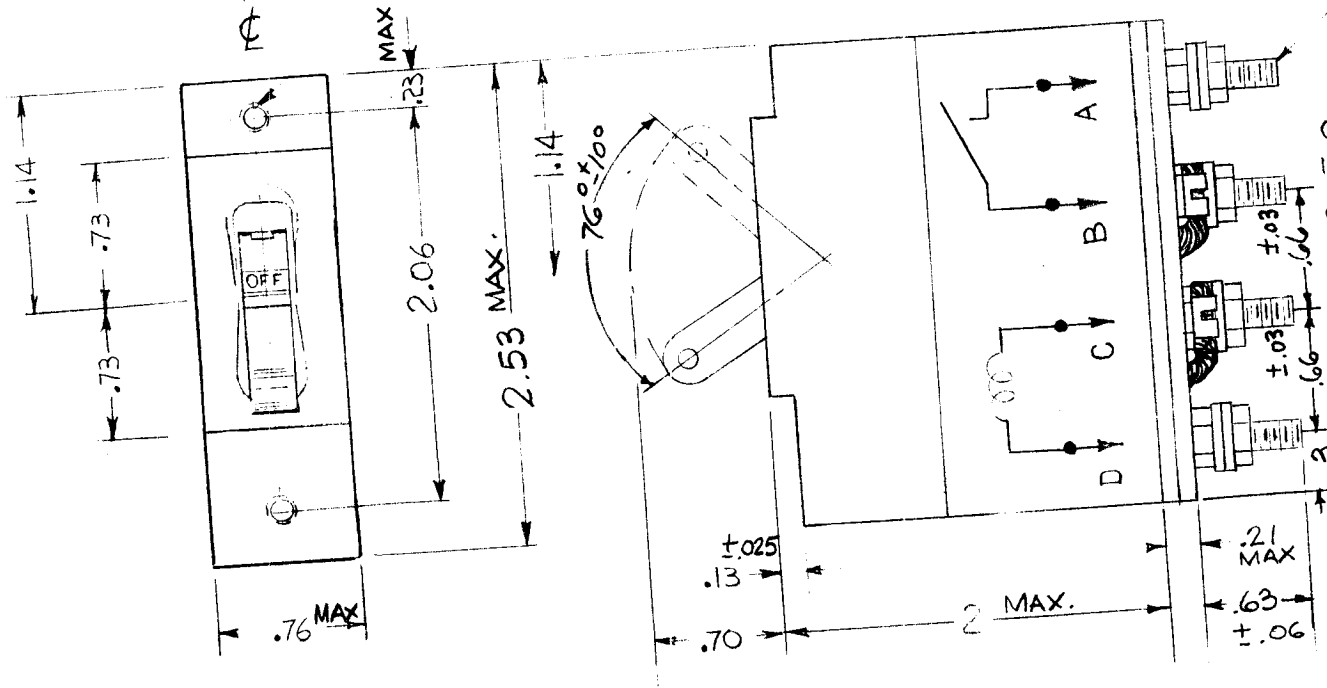 ℄
MAX
.23
1.14
.73
.73
OFF
2.06
2.53 MAX.
.76 MAX
1.14
76° +0 -10°
A
B
C
D
±.03
.66
±.03
.66
±.025
.13
.70
2 MAX.
.21
MAX
.63
±.06